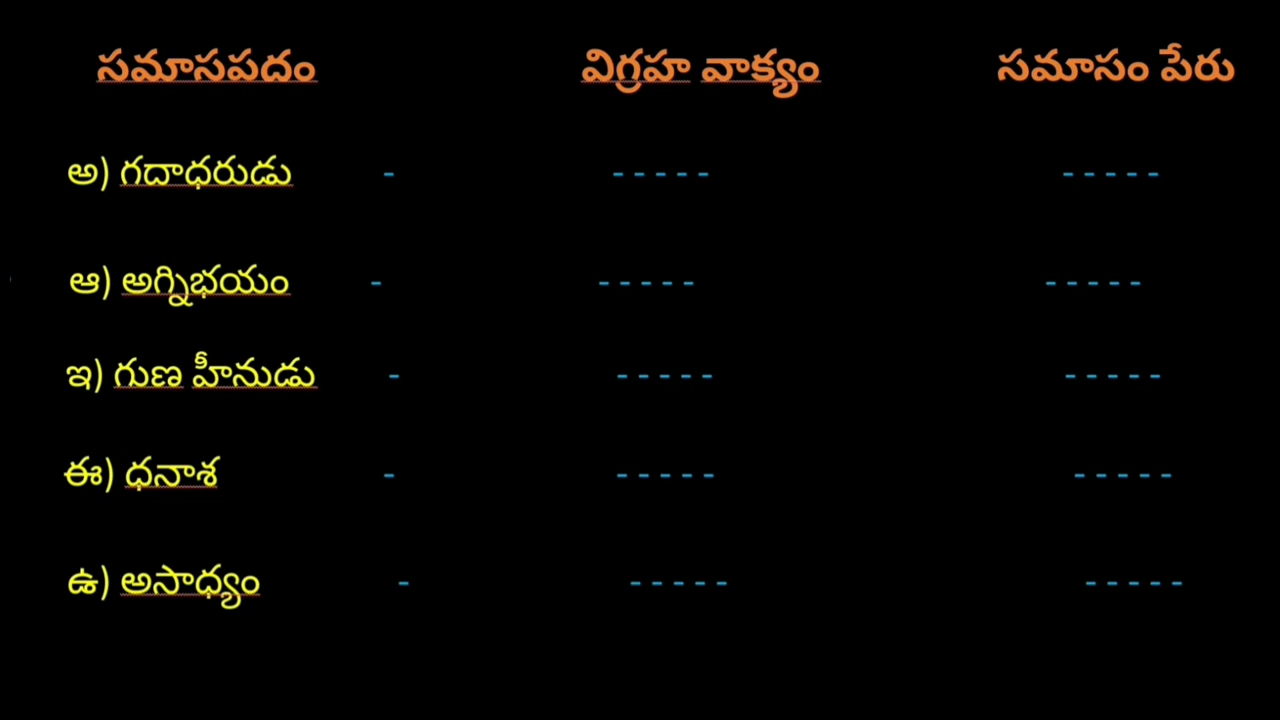 సమాసపదం విగ్రహ వాక్యం సమాసం పేరు
అ) గదాధరుడు - - - - - - - - - - -
ఆ) అగ్నిభయం - - - - - - - - - - -
ఇ) గుణ హీనుడు - - - - - - - - - - -
ఈ) ధనాశ - - - - - - - - - - -
ఉ) అసాధ్యం - - - - - - - - - - -